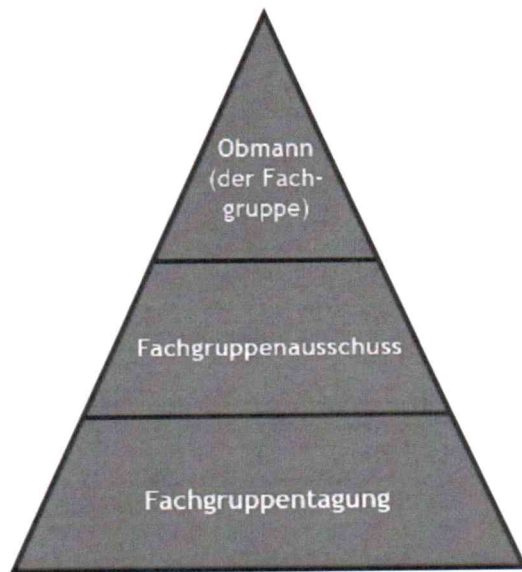 Obmann
(der Fach-
gruppe)
Fachgruppenausschuss
Fachgruppentagung